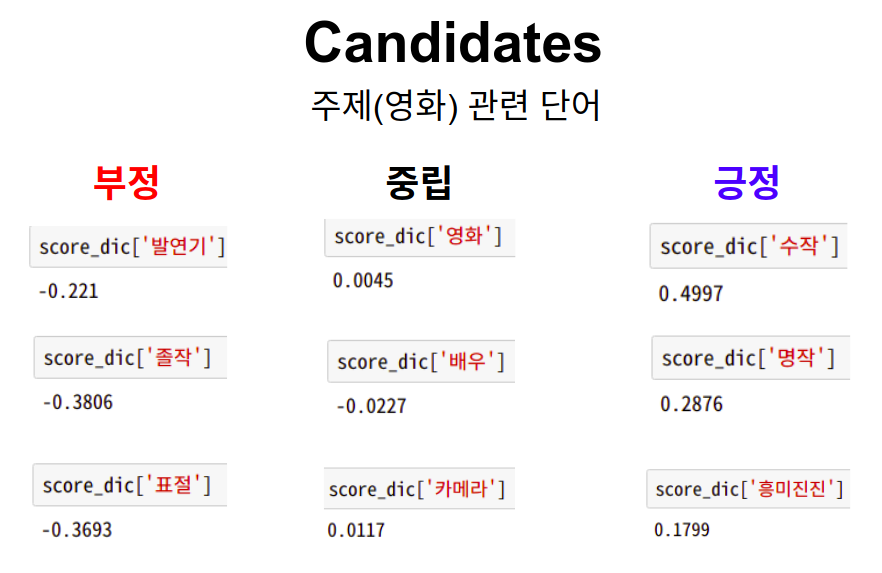 Candidates
주제(영화) 관련 단어
부정
중립
긍정
score_dic['발연기']
-0.221
score_dic['영화']
0.0045
score_dic['수작']
0.4997
score_dic['졸작']
-0.3806
score_dic['배우']
-0.0227
score_dic['명작']
0.2876
score_dic['표절']
-0.3693
score_dic['카메라']
0.0117
score_dic['흥미진진']
0.1799